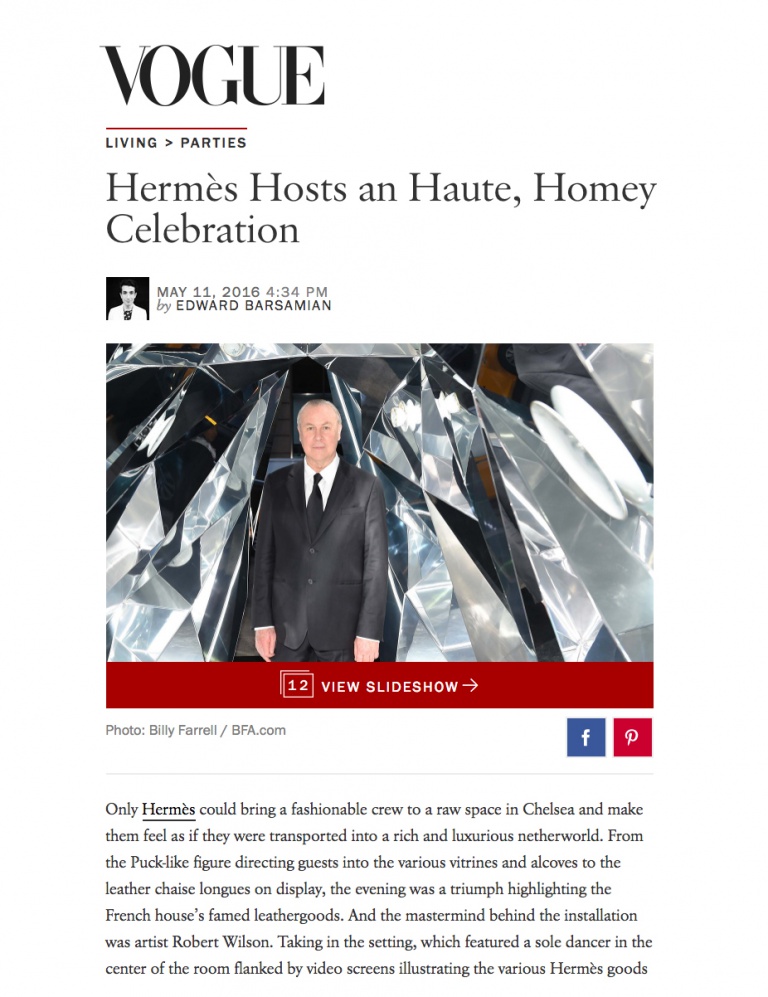 VOGUE
LIVING > PARTIES
Hermès Hosts an Haute, Homey
Celebration
MAY 11, 2016 4:34 PM
by EDWARD BARSAMIAN
12 VIEW SLIDESHOW →
Photo: Billy Farrell / BFA.com
Only Hermès could bring a fashionable crew to a raw space in Chelsea and make
them feel as if they were transported into a rich and luxurious netherworld. From
the Puck-like figure directing guests into the various vitrines and alcoves to the
leather chaise longues on display, the evening was a triumph highlighting the
French house’s famed leathergoods. And the mastermind behind the installation
was artist Robert Wilson. Taking in the setting, which featured a sole dancer in the
center of the room flanked by video screens illustrating the various Hermès goods